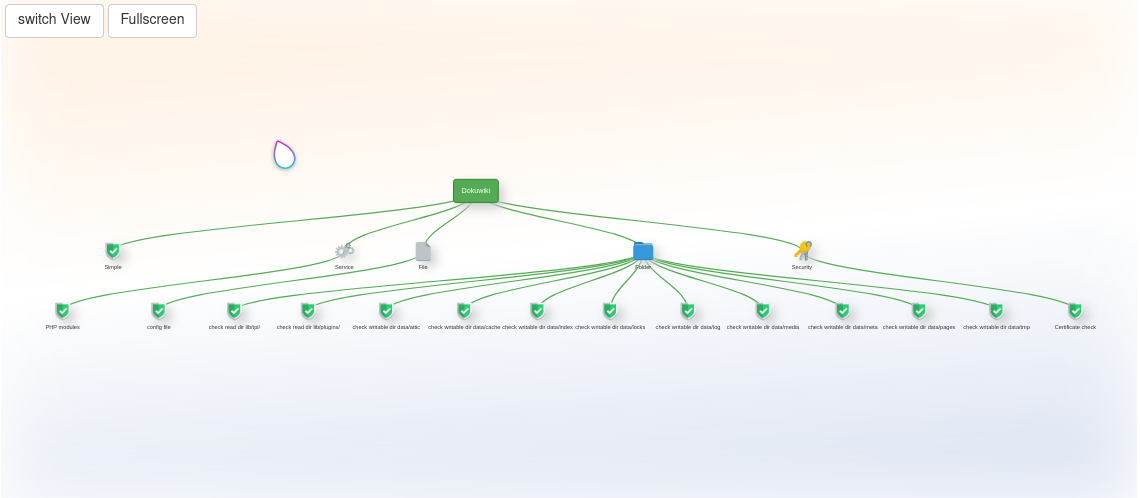 switch View
Fullscreen
Dokuwiki
Simple
Service
File
Folder
Security
PHP modules
config file
check read dir lib/tpl/
check read dir lib/plugins/
check writable dir data/attic
check writable dir data/cache
check writable dir data/index
check writable dir data/locks
check writable dir data/log
check writable dir data/media
check writable dir data/meta
check writable dir data/pages
check writable dir data/tmp
Certificate check